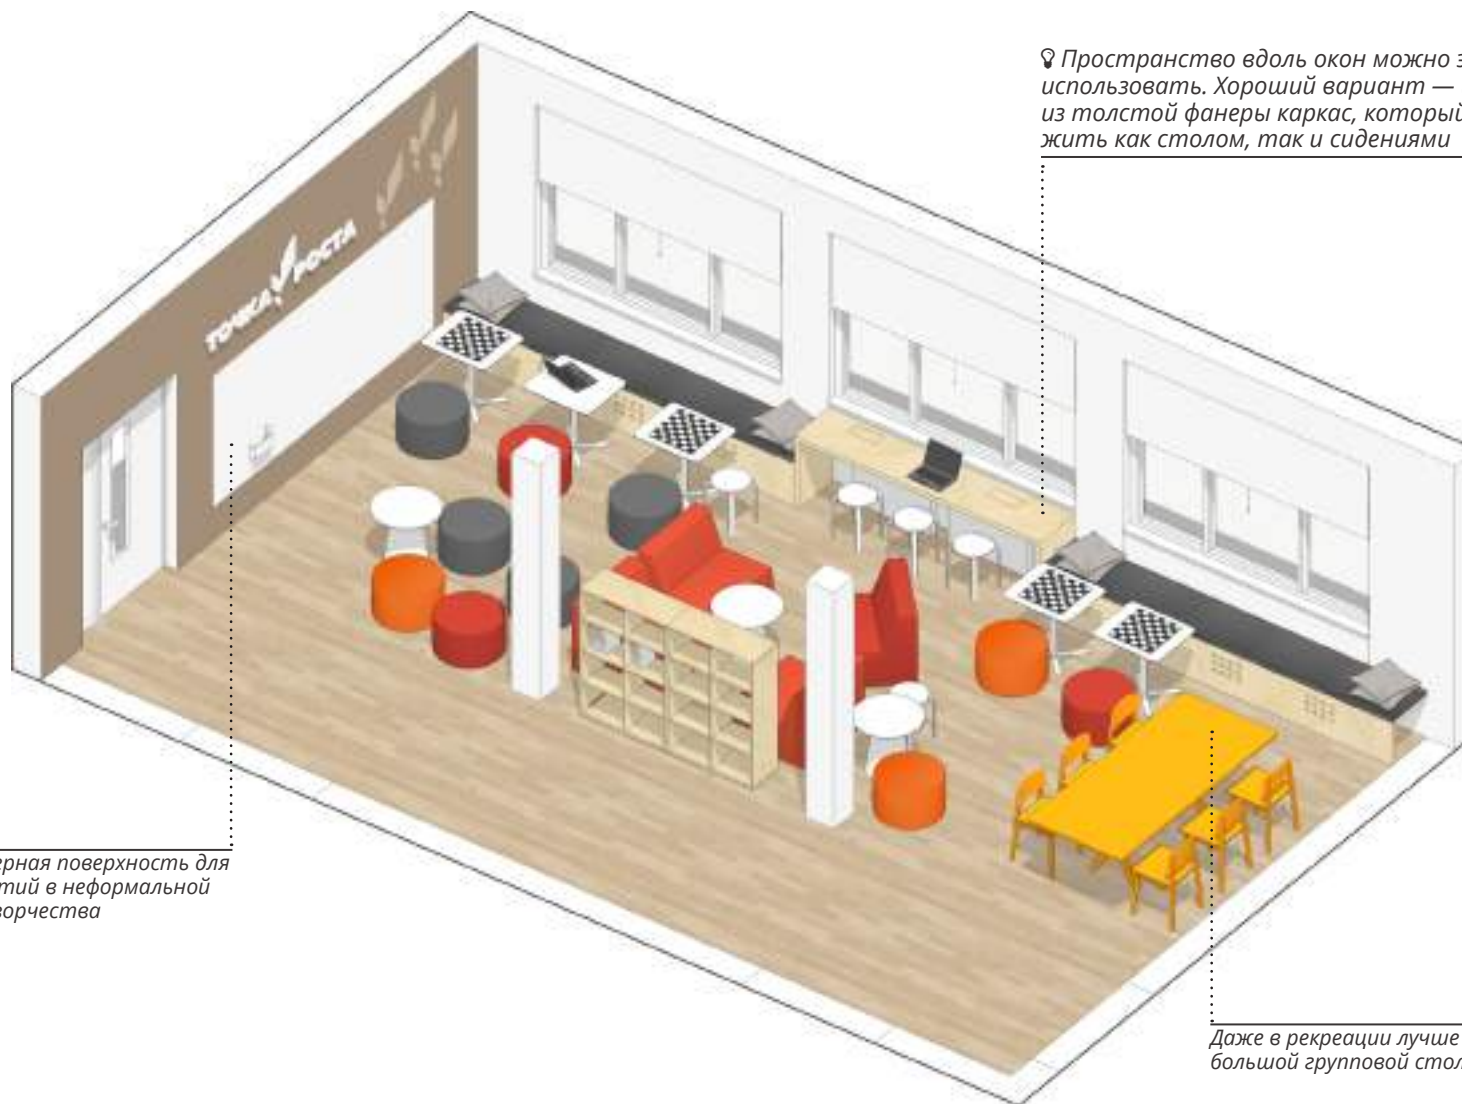 Пространство вдоль окон можно
использовать. Хороший вариант —
из толстой фанеры каркас, который
жить как столом, так и сидениями
ТОЧКА РОСТА
ерная поверхность для
тий в неформальной
ворчества
Даже в рекреации лучше
большой групповой стол